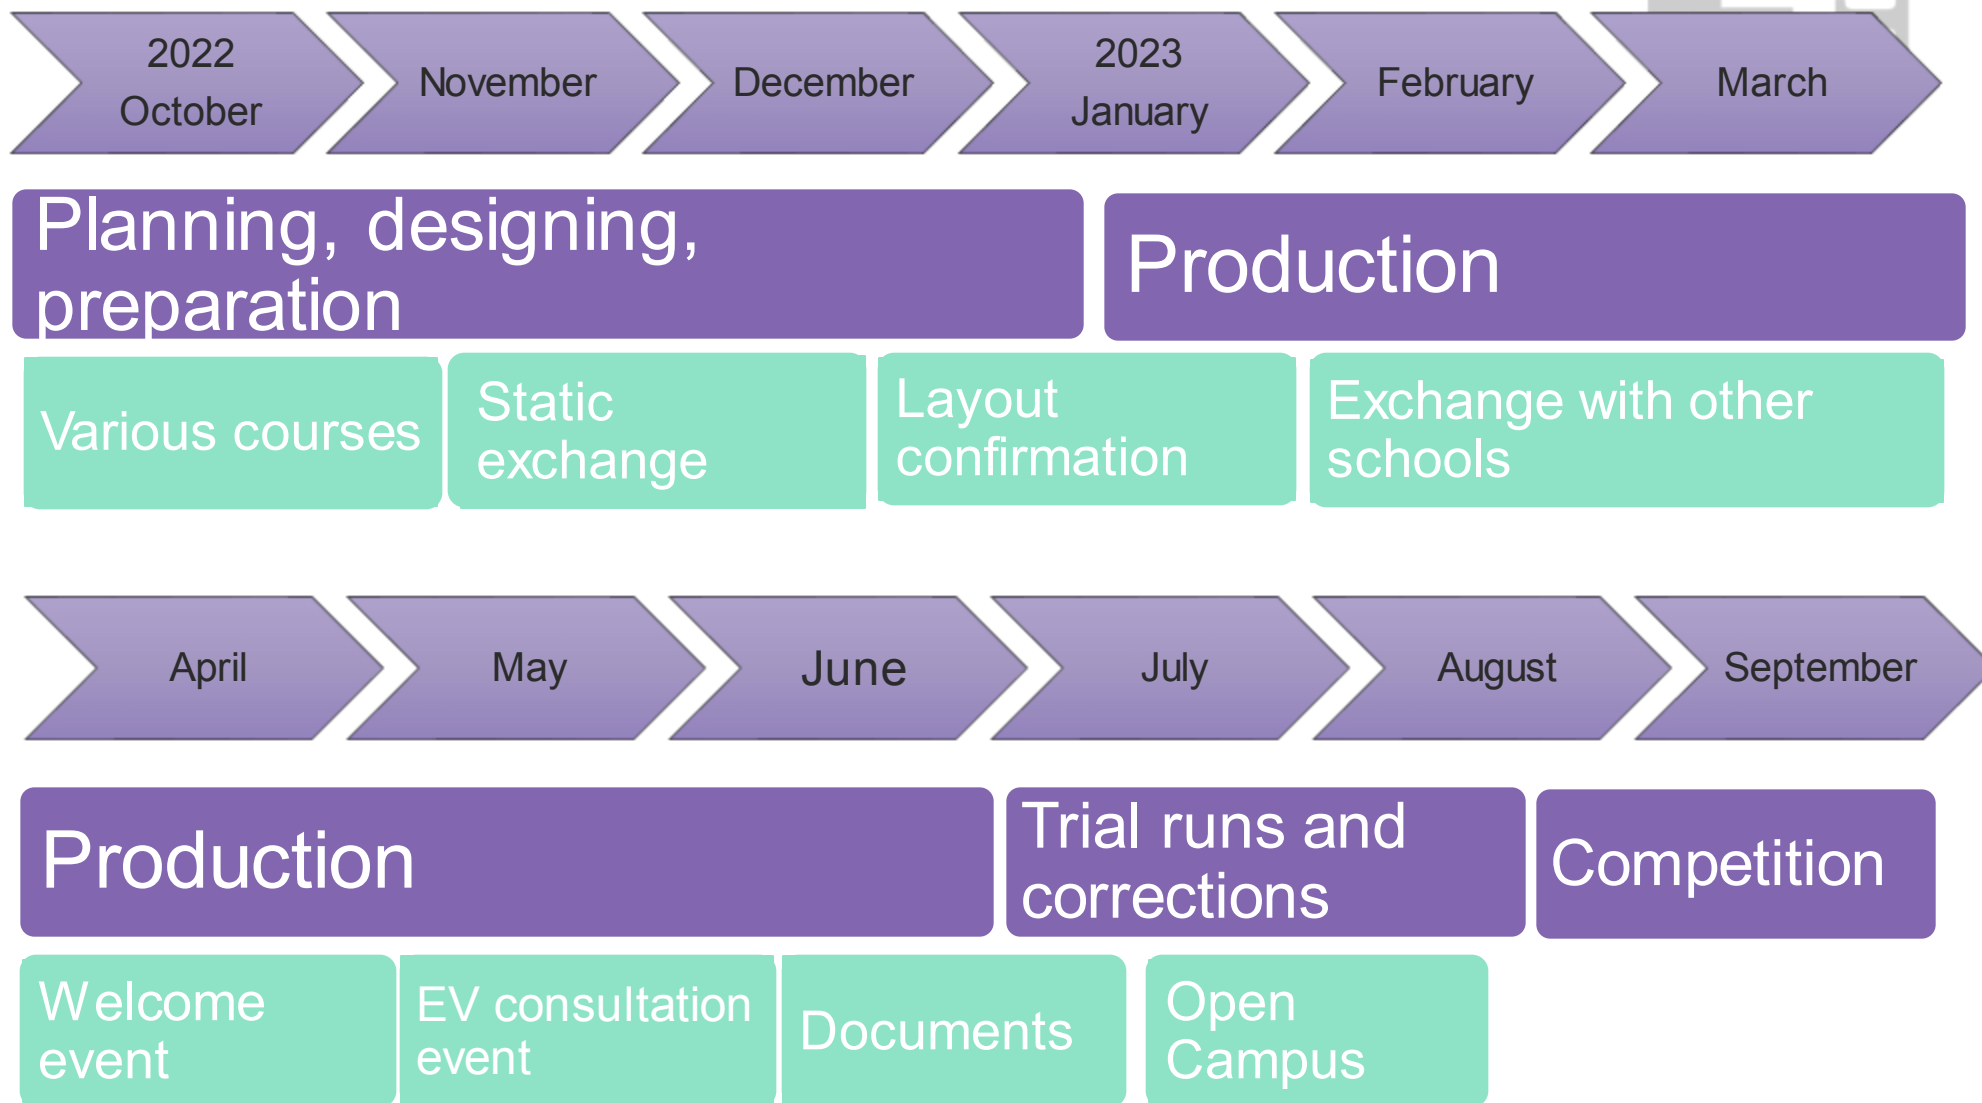 2022
October
November
December
2023
January
February
March
Planning, designing,
preparation
Production
Various courses
Static
exchange
Layout
confirmation
Exchange with other
schools
April
May
June
July
August
September
Production
Trial runs and
corrections
Competition
Welcome
event
EV consultation
event
Documents
Open
Campus